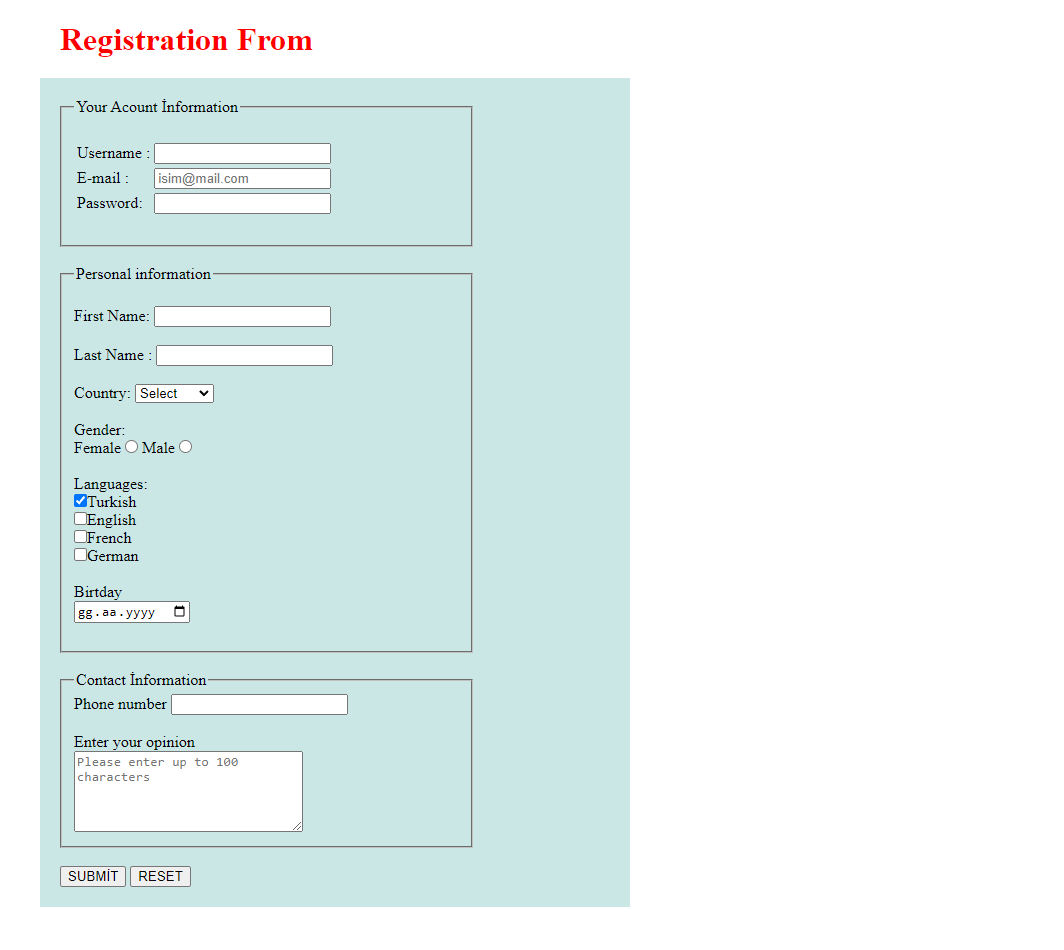 Registration From
Your Acount İnformation
Username :
E-mail : isim@mail.com
Password:
Personal information
First Name:
Last Name :
Country: Select
Gender:
Female Male
Languages:
Turkish
English
French
German
Birtday
gg.aa.yyyy
Contact İnformation
Phone number
Enter your opinion
Please enter up to 100
characters
SUBMİT RESET